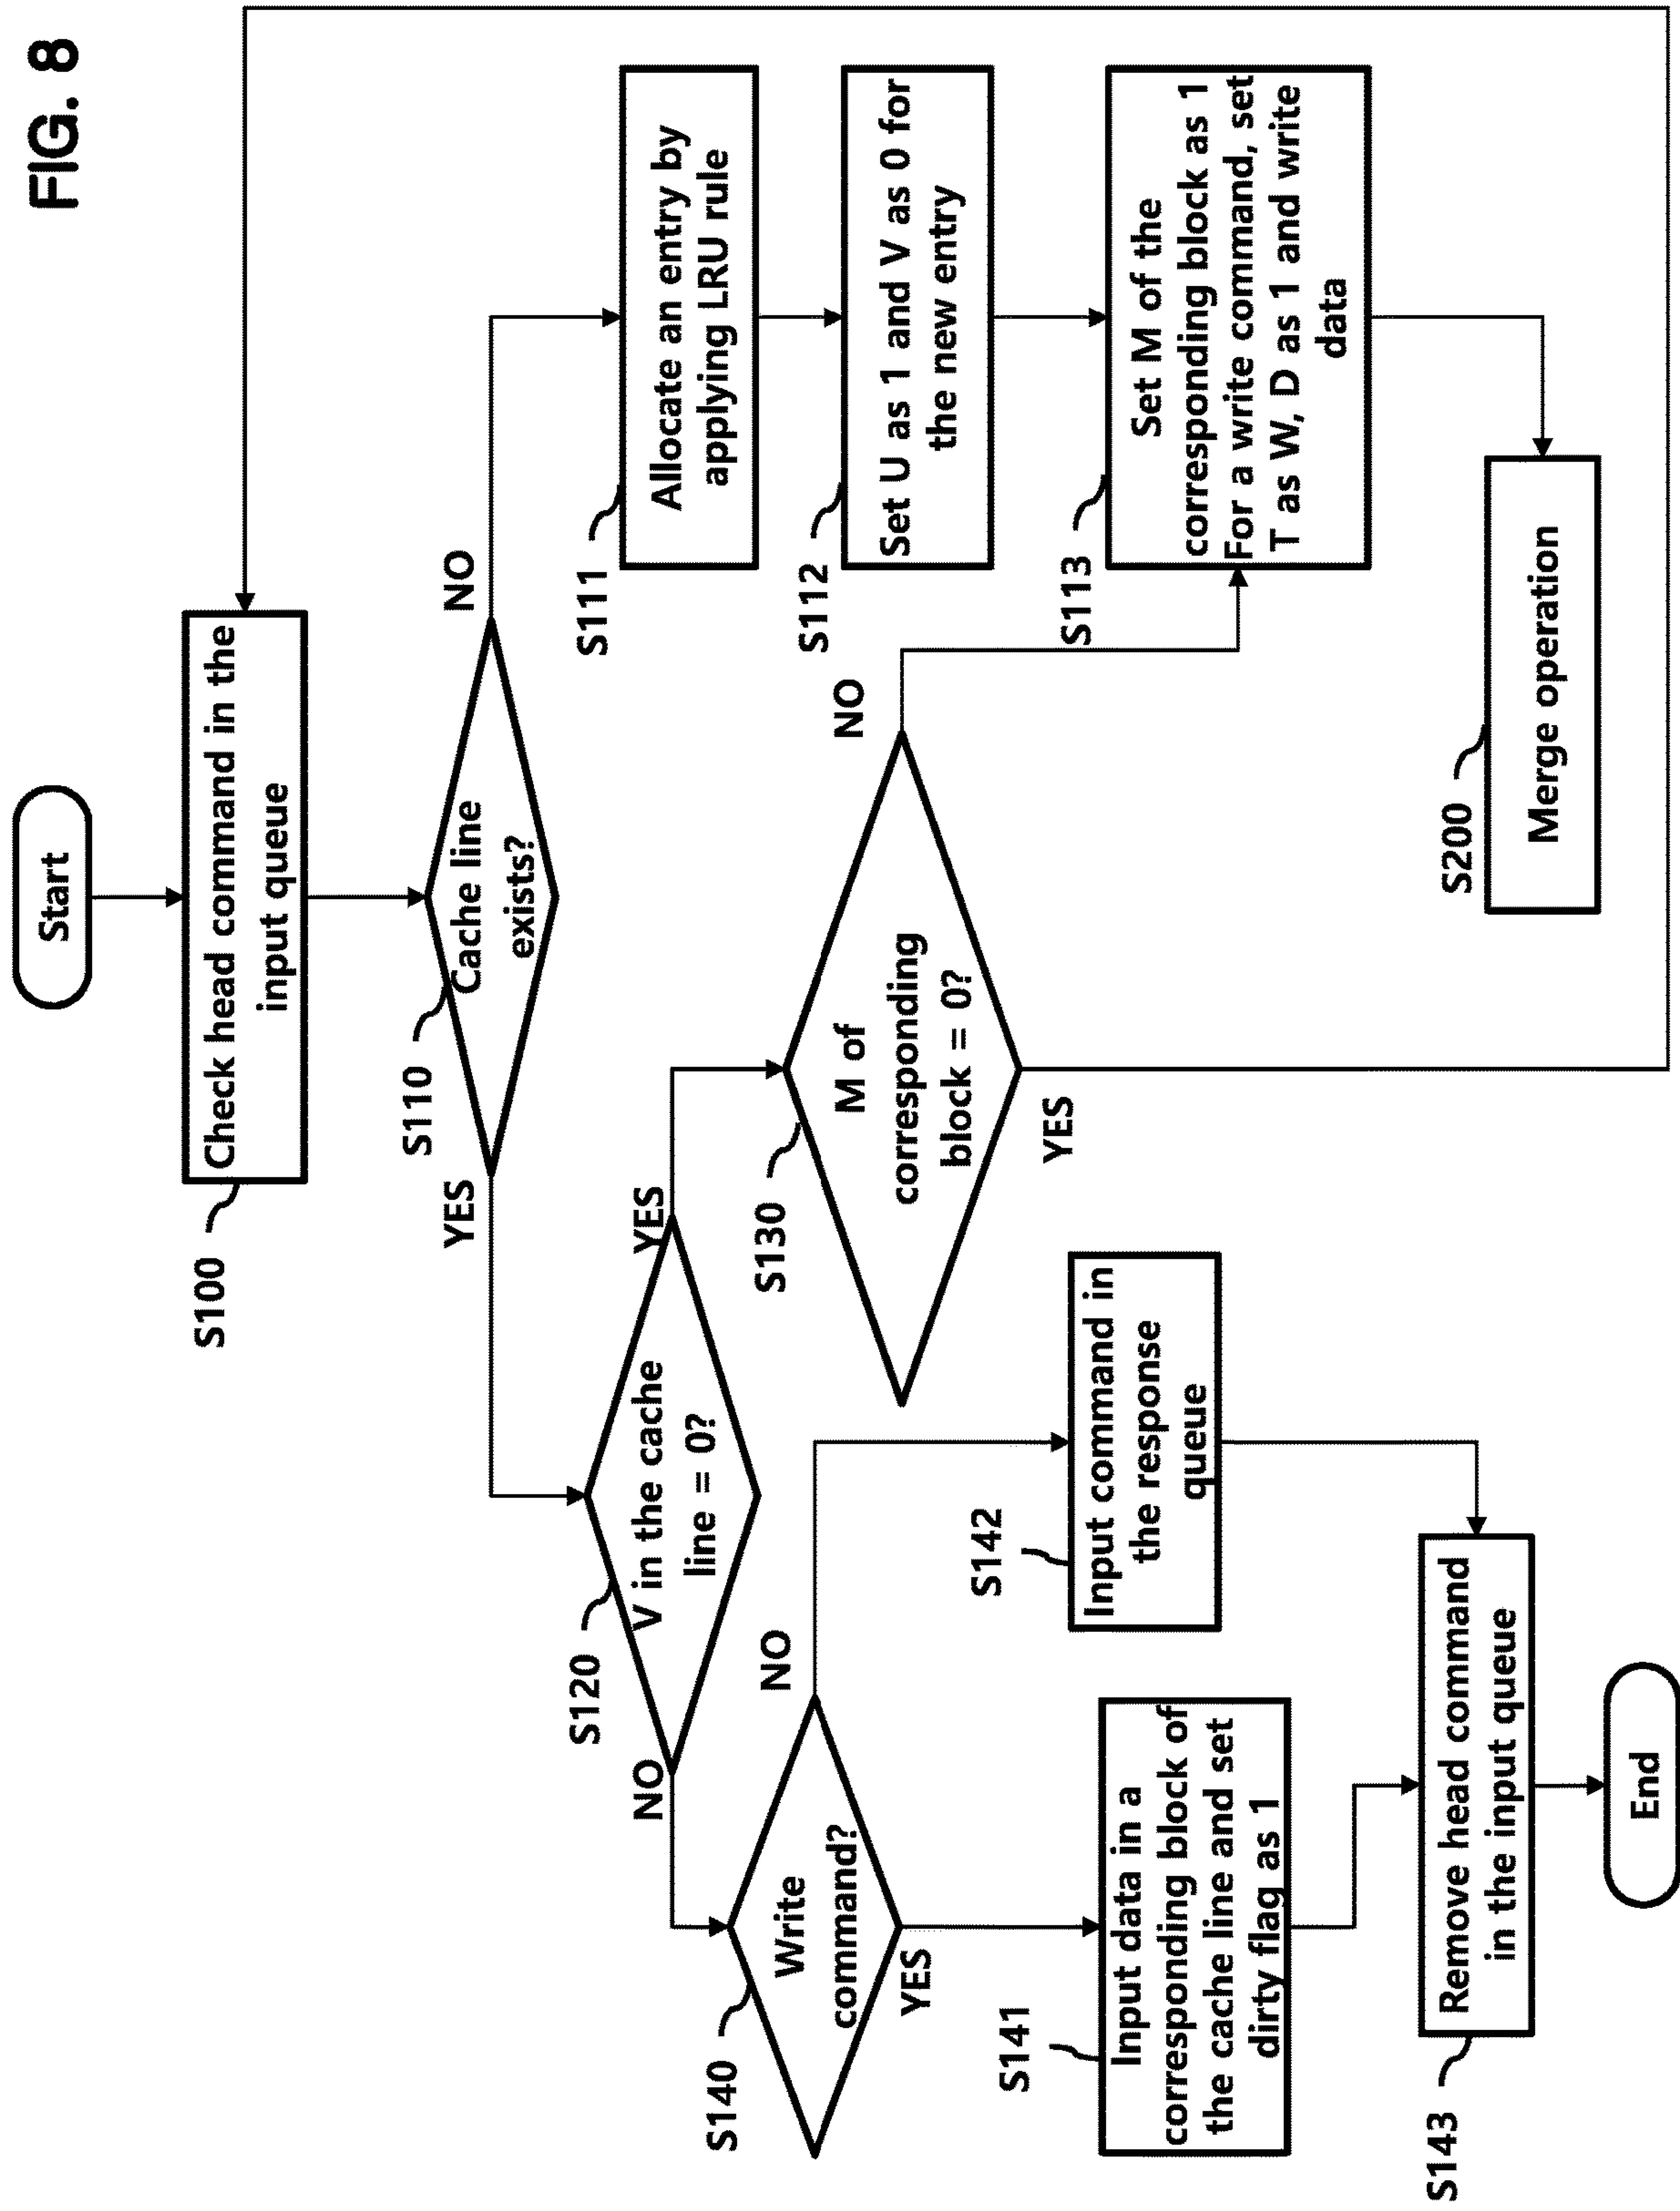 FIG. 8
Start
S100
Check head command in the
input queue
S110
Cache line
exists?
YES
NO
S111
Allocate an entry by
applying LRU rule
S112
Set U as 1 and V as 0 for
the new entry
S113
Set M of the
corresponding block as 1
For a write command, set
T as W, D as 1 and write
data
S120
V in the cache
line = 0?
NO
YES
S130
M of
corresponding
block = 0?
NO
YES
S140
Write
command?
NO
YES
S141
Input data in a
corresponding block of
the cache line and set
dirty flag as 1
S142
Input command in
the response
queue
S143
Remove head command
in the input queue
S200
Merge operation
End